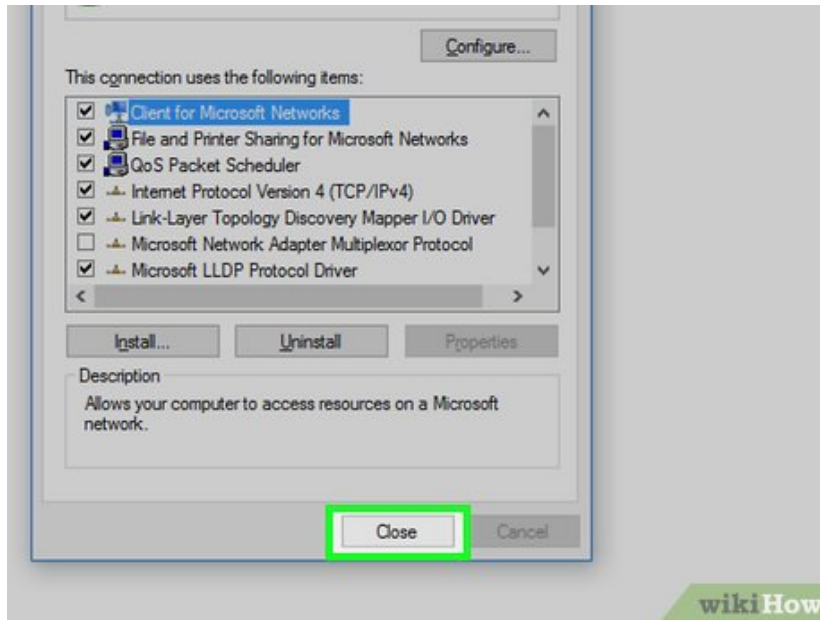 Configure...
This connection uses the following items:
Client for Microsoft Networks
File and Printer Sharing for Microsoft Networks
QoS Packet Scheduler
Internet Protocol Version 4 (TCP/IPv4)
Link-Layer Topology Discovery Mapper I/O Driver
Microsoft Network Adapter Multiplexor Protocol
Microsoft LLDP Protocol Driver
Install... Uninstall Properties
Description
Allows your computer to access resources on a Microsoft
network.
Close Cancel
wikiHow